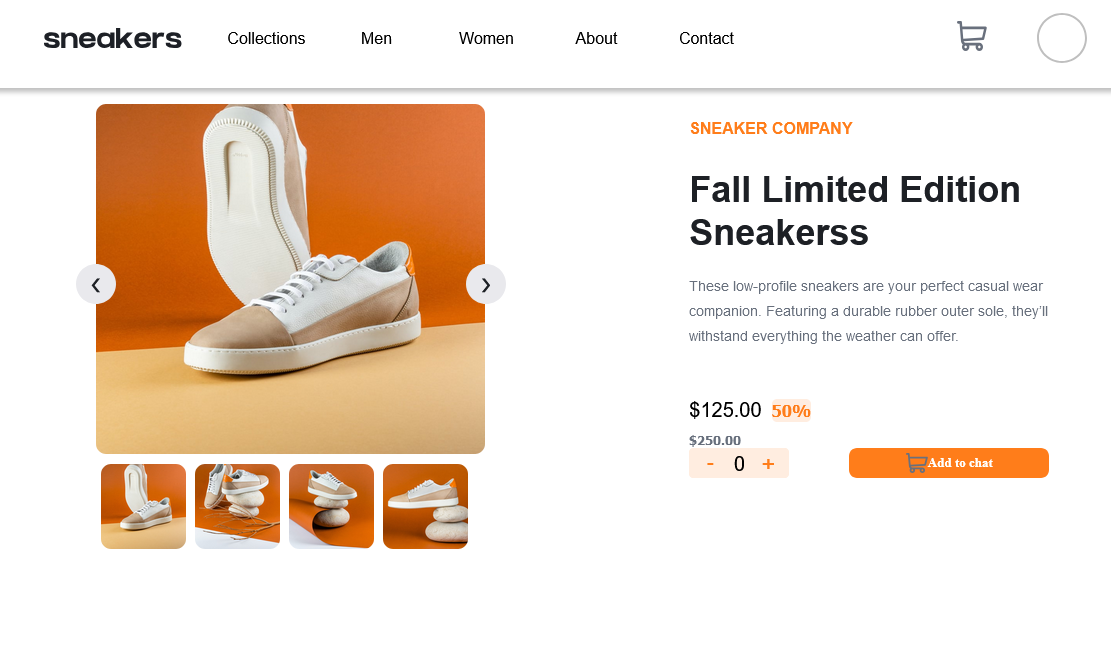 sneakers Collections Men Women About Contact
SNEAKER COMPANY
Fall Limited Edition
Sneakerss
‹ ›
These low-profile sneakers are your perfect casual wear
companion. Featuring a durable rubber outer sole, they’ll
withstand everything the weather can offer.
$125.00 50%
$250.00
- 0 + Add to chat